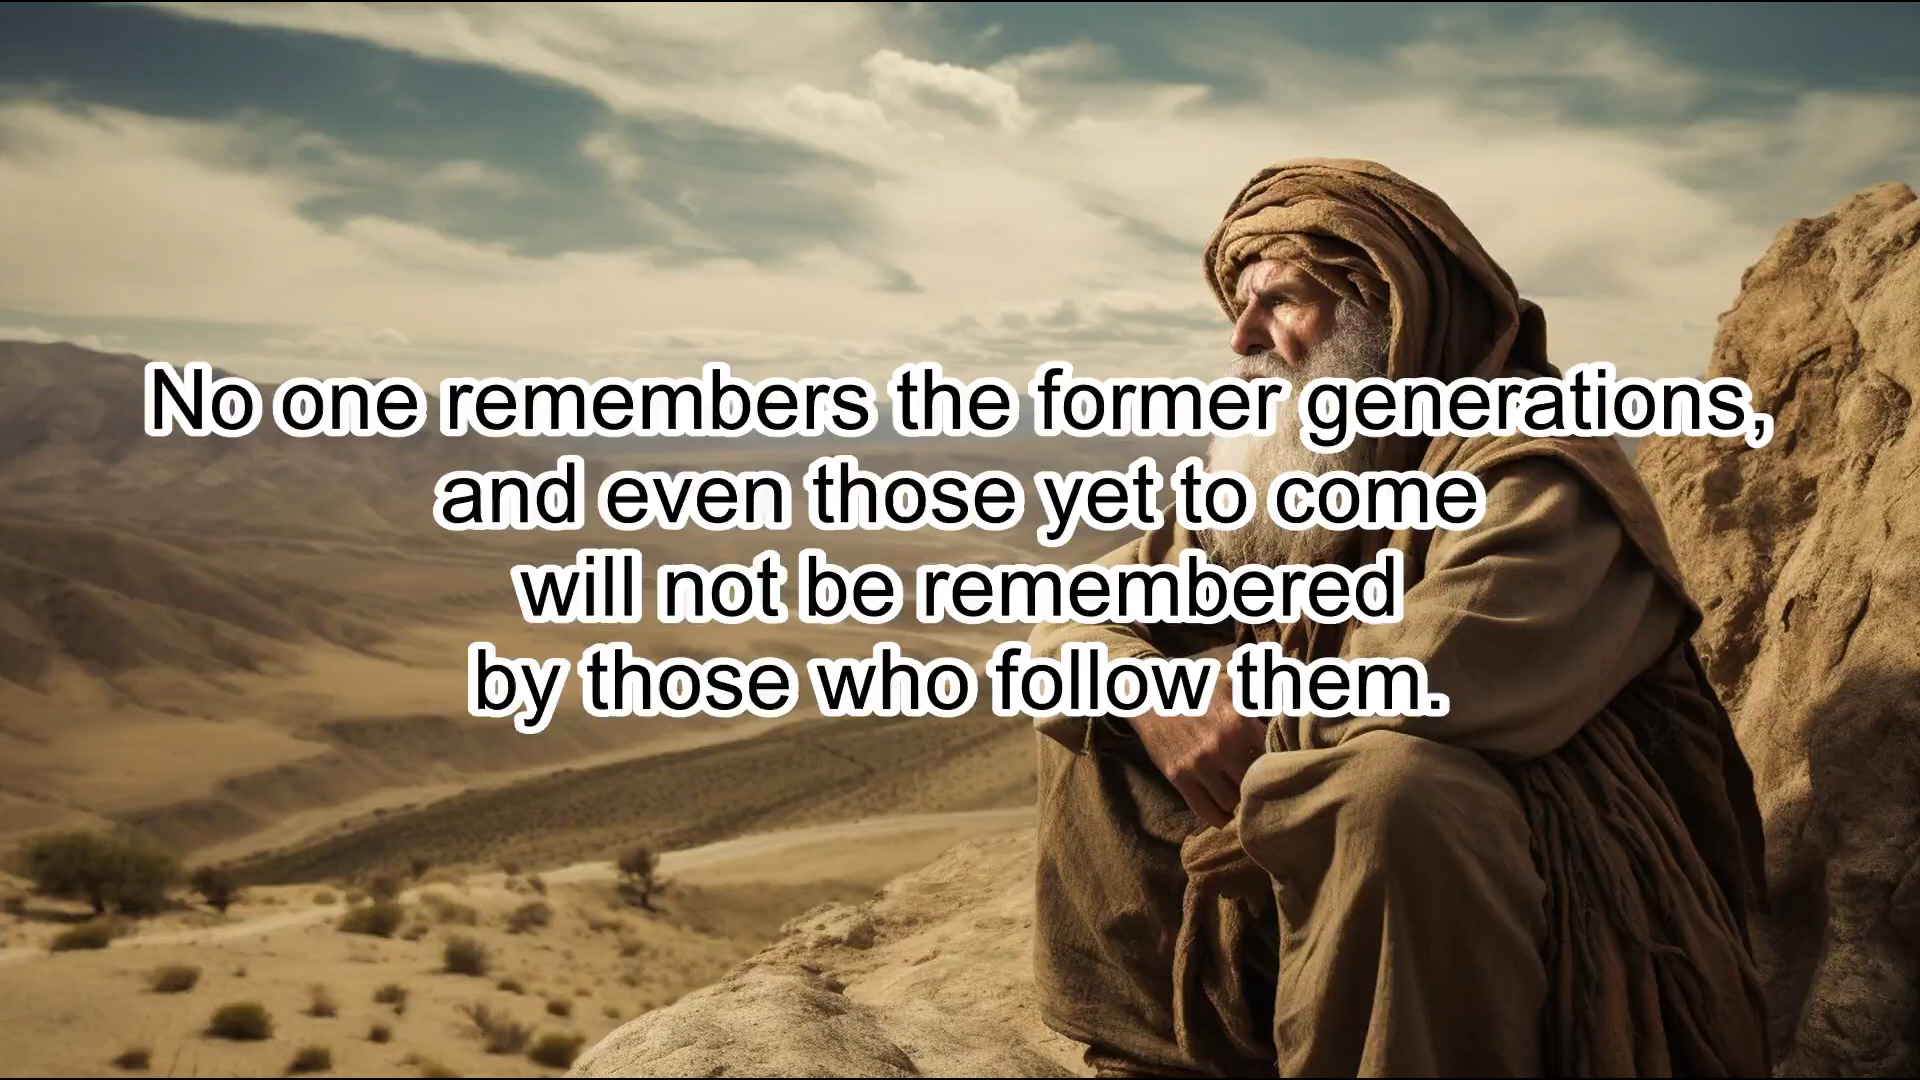 No one remembers the former generations,
and even those yet to come
will not be remembered
by those who follow them.